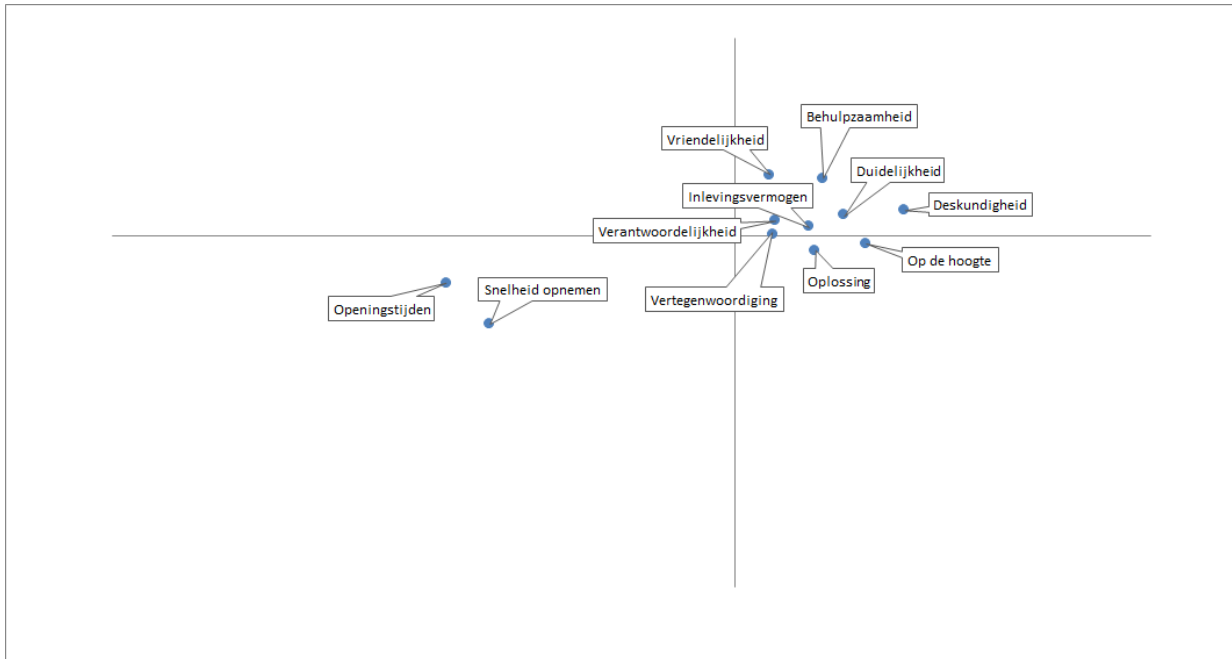 Behulpzaamheid
Vriendelijkheid
Duidelijkheid
Inlevingsvermogen
Deskundigheid
Verantwoordelijkheid
Op de hoogte
Oplossing
Snelheid opnemen
Vertegenwoordiging
Openingstijden